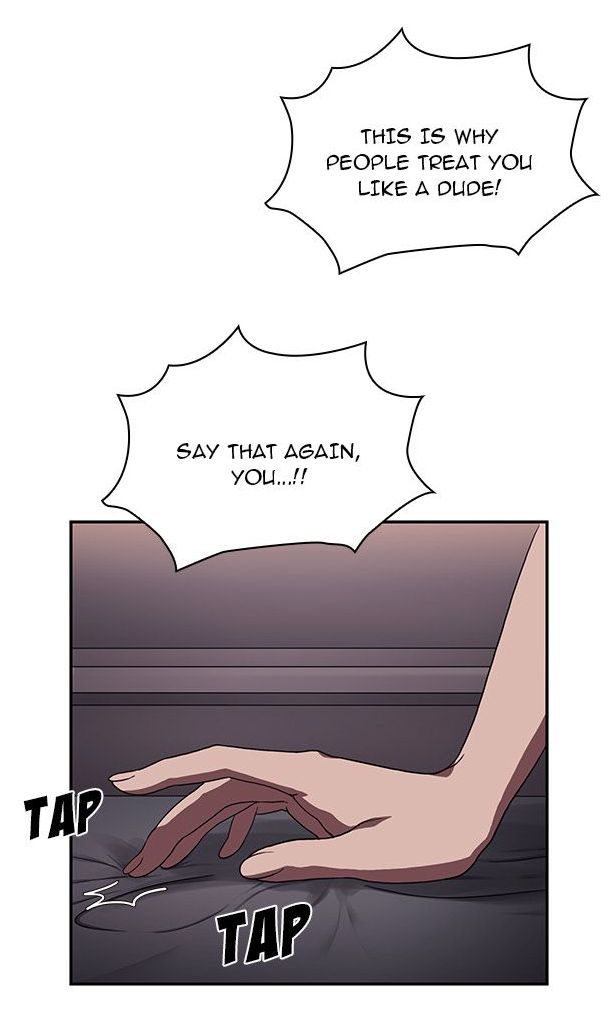 THIS IS WHY
PEOPLE TREAT YOU
LIKE A DUDE!
SAY THAT AGAIN,
YOU...!!
TAP
TAP